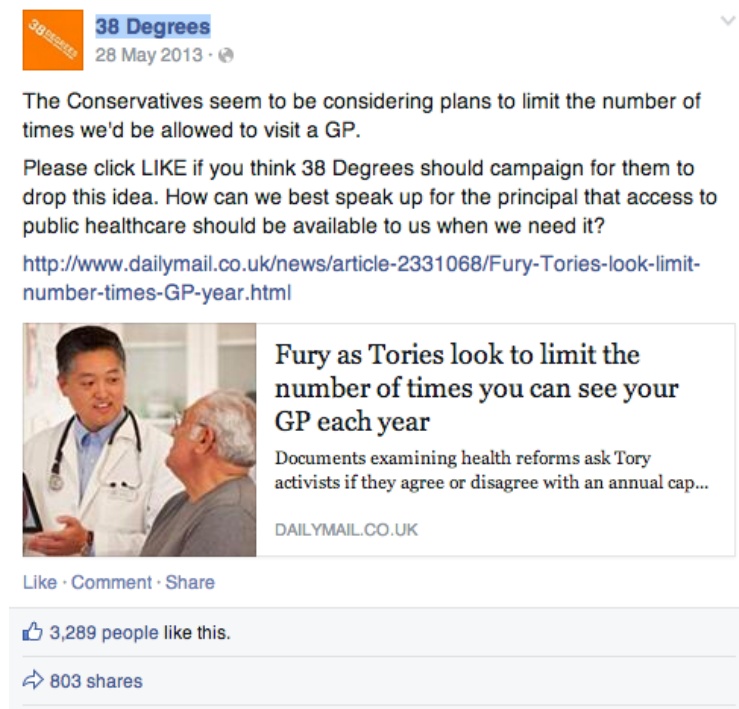 38 DEGREES
38 Degrees
28 May 2013 ·
The Conservatives seem to be considering plans to limit the number of
times we'd be allowed to visit a GP.
Please click LIKE if you think 38 Degrees should campaign for them to
drop this idea. How can we best speak up for the principal that access to
public healthcare should be available to us when we need it?
http://www.dailymail.co.uk/news/article-2331068/Fury-Tories-look-limit-
number-times-GP-year.html
Fury as Tories look to limit the
number of times you can see your
GP each year
Documents examining health reforms ask Tory
activists if they agree or disagree with an annual cap...
DAILYMAIL.CO.UK
Like · Comment · Share
3,289 people like this.
803 shares